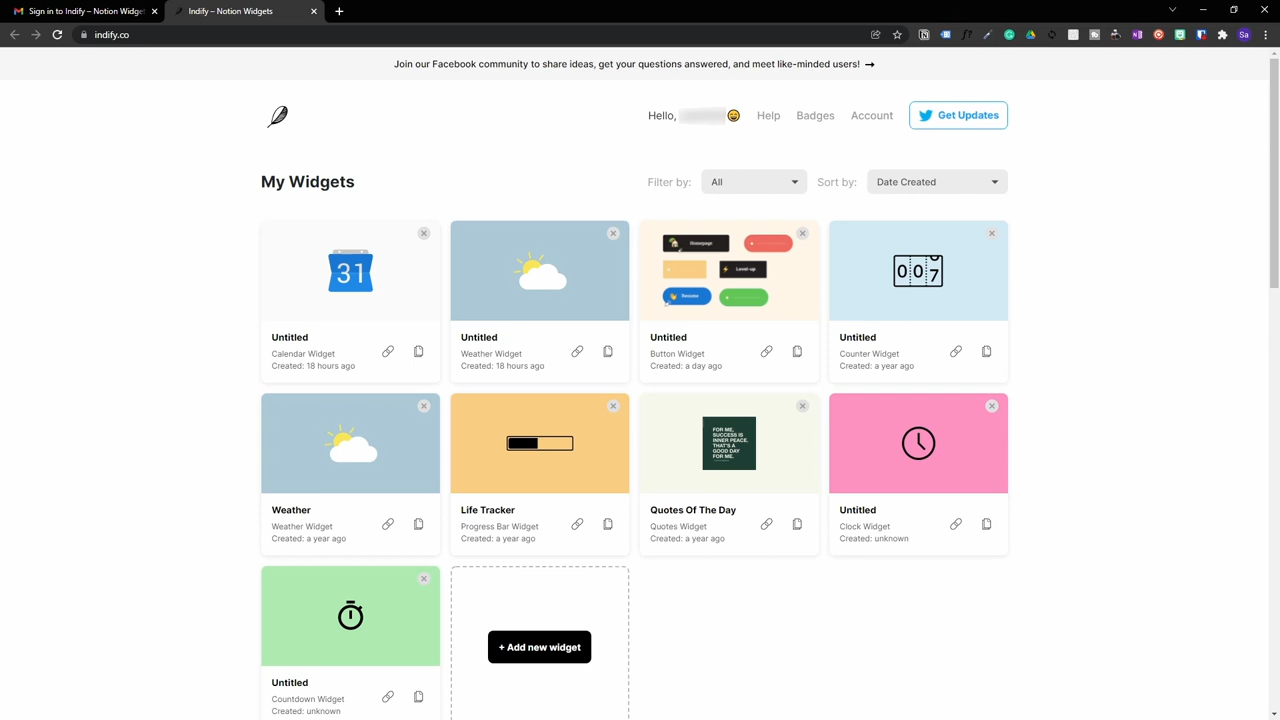 Sign in to Indify – Notion Widget
Indify – Notion Widgets
indify.co
Sa
Join our Facebook community to share ideas, get your questions answered, and meet like-minded users! →
Hello,
Help
Badges
Account
Get Updates
My Widgets
Filter by:
All
Sort by:
Date Created
31
Homepage
Level-up
Resume
007
Untitled
Calendar Widget
Created: 18 hours ago
Untitled
Weather Widget
Created: 18 hours ago
Untitled
Button Widget
Created: a day ago
Untitled
Counter Widget
Created: a year ago
FOR ME,
SUCCESS IS
INNER PEACE.
THAT'S A
GOOD DAY
FOR ME.
Weather
Weather Widget
Created: a year ago
Life Tracker
Progress Bar Widget
Created: a year ago
Quotes Of The Day
Quotes Widget
Created: a year ago
Untitled
Clock Widget
Created: unknown
Untitled
Countdown Widget
Created: unknown
+ Add new widget